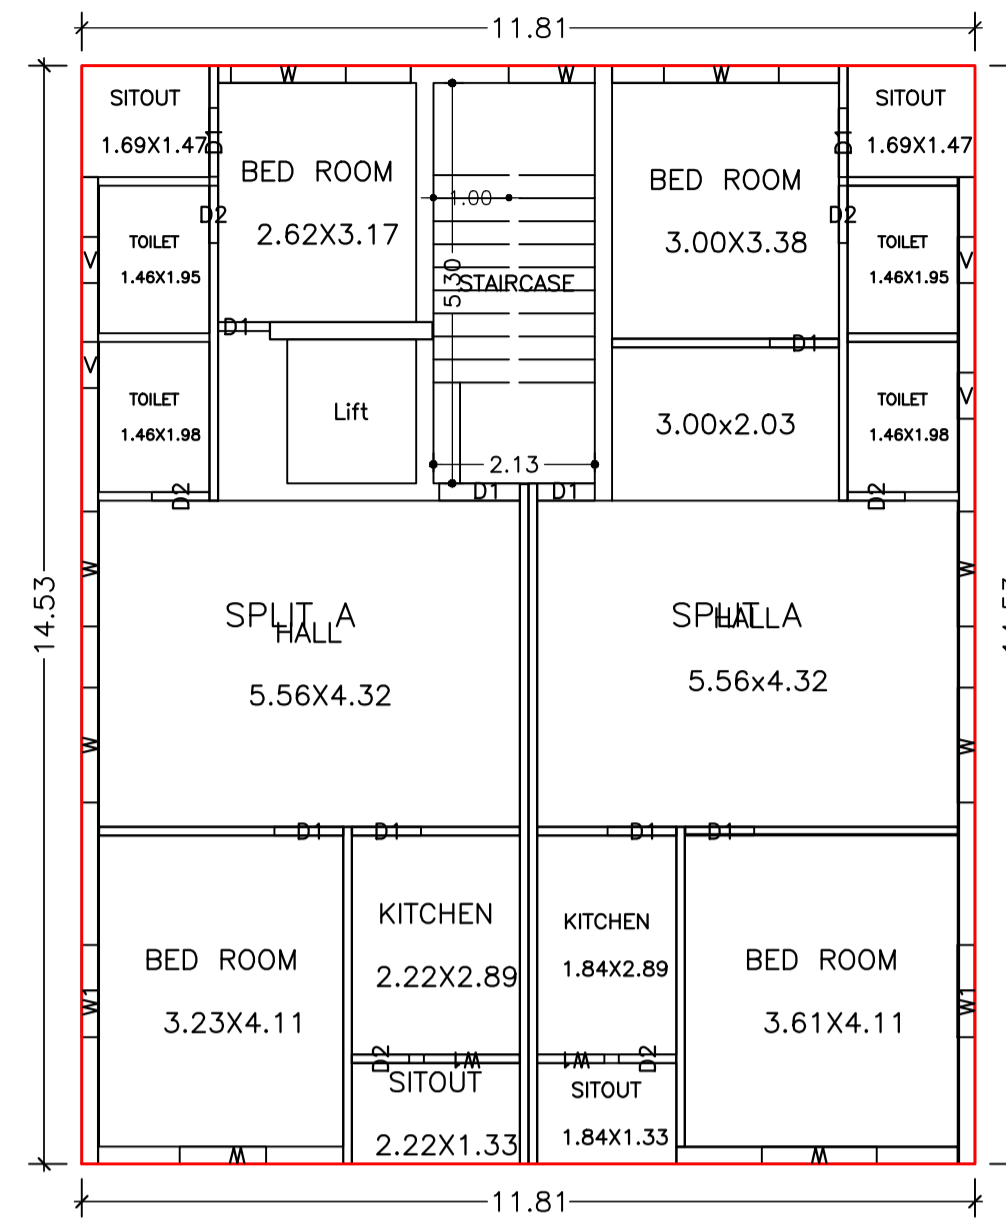 11.81
W
W
W
SITOUT
1.69X1.47
D1
BED ROOM
2.62X3.17
D1
SITOUT
1.69X1.47
BED ROOM
3.00X3.38
1.00
D2
D2
TOILET
1.46X1.95
V
5.30
STAIRCASE
TOILET
1.46X1.95
V
D1
D1
V
TOILET
1.46X1.98
Lift
3.00x2.03
TOILET
1.46X1.98
V
2.13
D2
D1
D1
D2
W
W
14.53
SPLIT A
HALL
5.56X4.32
SPLIT A
HALL
5.56x4.32
W
W
D1
D1
D1
D1
BED ROOM
3.23X4.11
KITCHEN
2.22X2.89
KITCHEN
1.84X2.89
BED ROOM
3.61X4.11
W1
W1
D2
W1
W1
D2
SITOUT
2.22X1.33
SITOUT
1.84X1.33
W
W
11.81